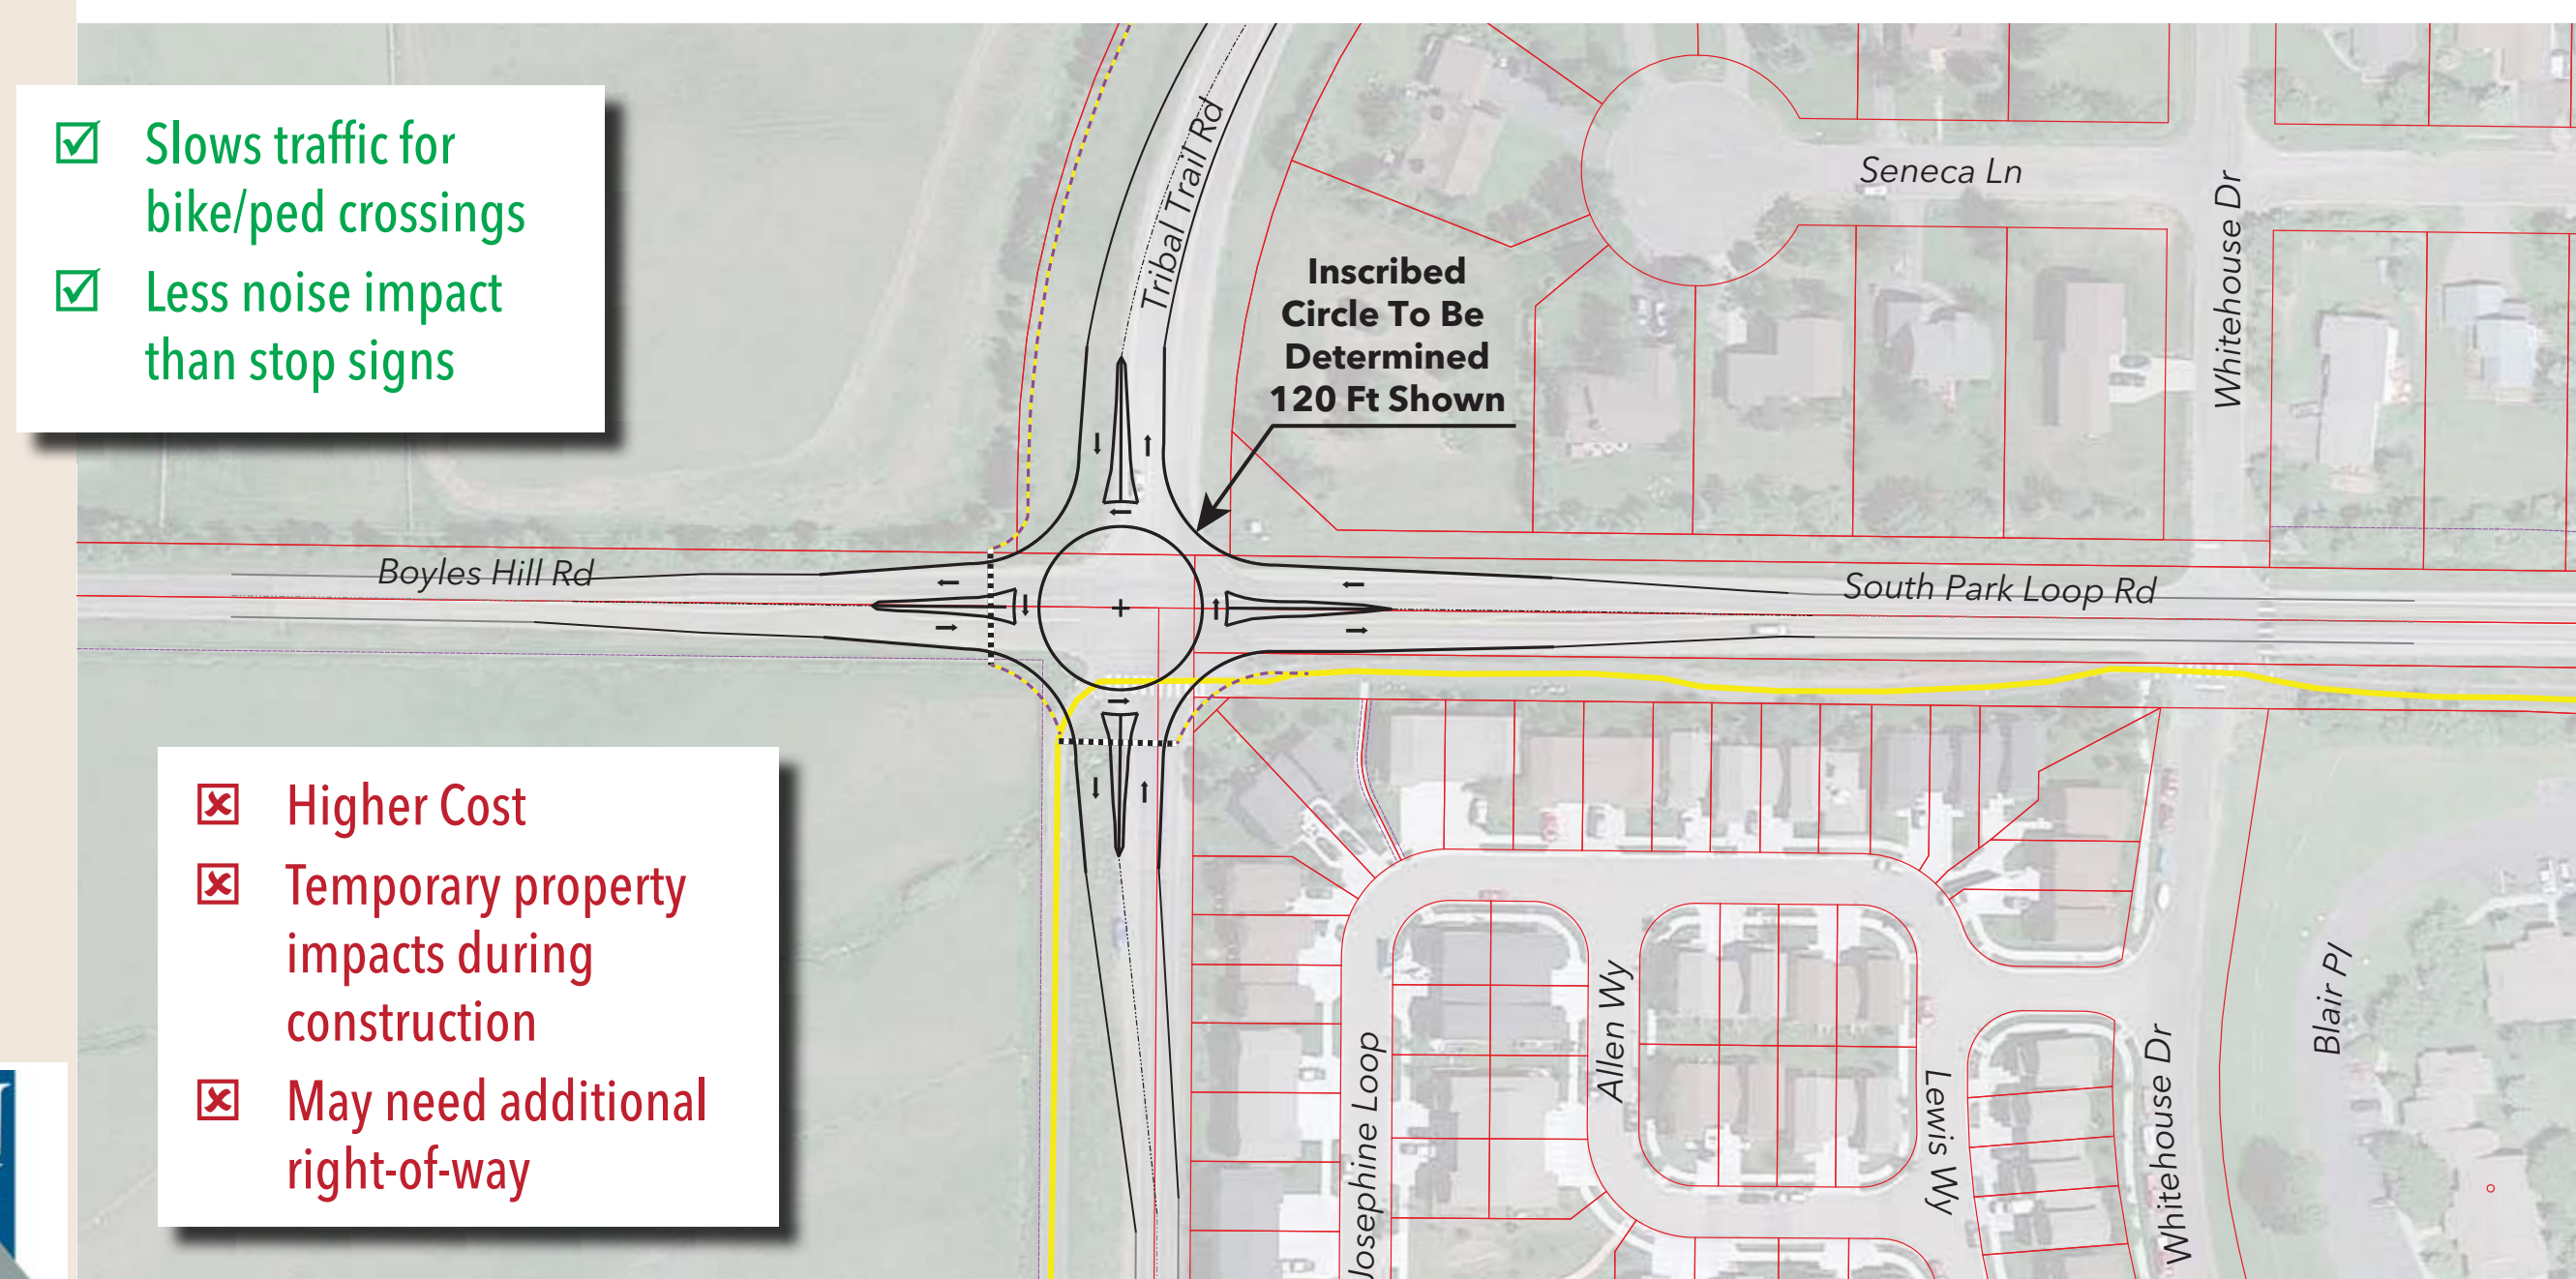 Slows traffic for
bike/ped crossings
Less noise impact
than stop signs
Tribal Trail Rd
Seneca Ln
Whitehouse Dr
Inscribed
Circle To Be
Determined
120 Ft Shown
Boyles Hill Rd
South Park Loop Rd
Higher Cost
Temporary property
impacts during
construction
May need additional
right-of-way
Josephine Loop
Allen Wy
Lewis Wy
Whitehouse Dr
Blair Pl